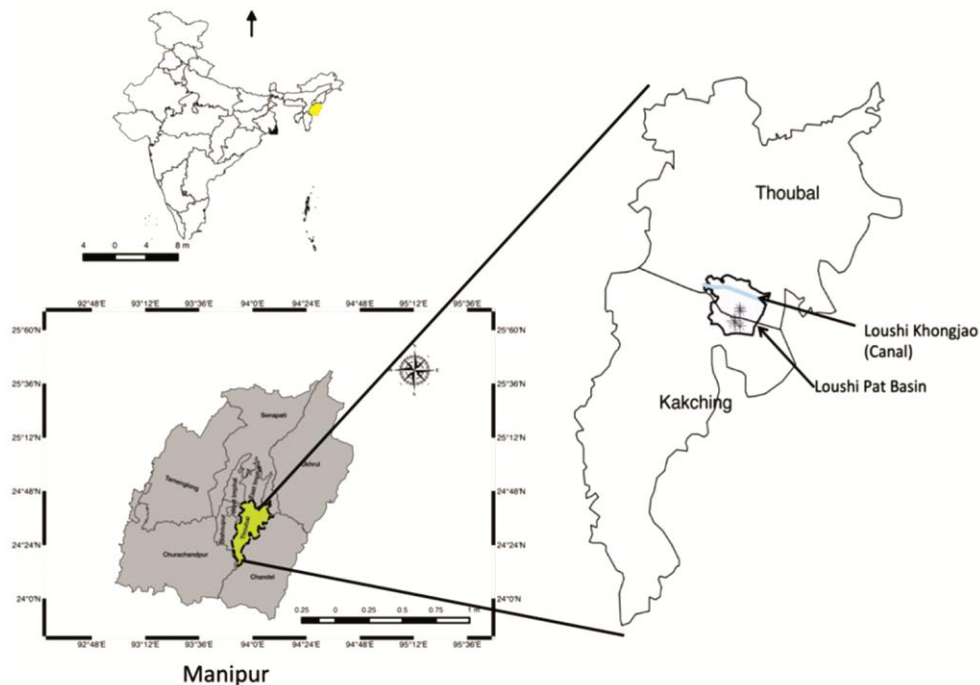 4 0 4 8 m
Thoubal
Loushi Khongjao
(Canal)
Loushi Pat Basin
Kakching
92°48'E 93°12'E 93°36'E 94°0'E 94°24'E 94°48'E 95°12'E 95°36'E
25°60'N 25°60'N
25°36'N 25°36'N
25°12'N 25°12'N
24°48'N 24°48'N
24°24'N 24°24'N
24°0'N 24°0'N
Senapati
Ukhrul
Tamenglong
Thoubal
Churachandpur
Chandel
0.25 0 0.25 0.5 0.75 1 m
92°48'E 93°12'E 93°36'E 94°0'E 94°24'E 94°48'E 95°12'E 95°36'E
Manipur